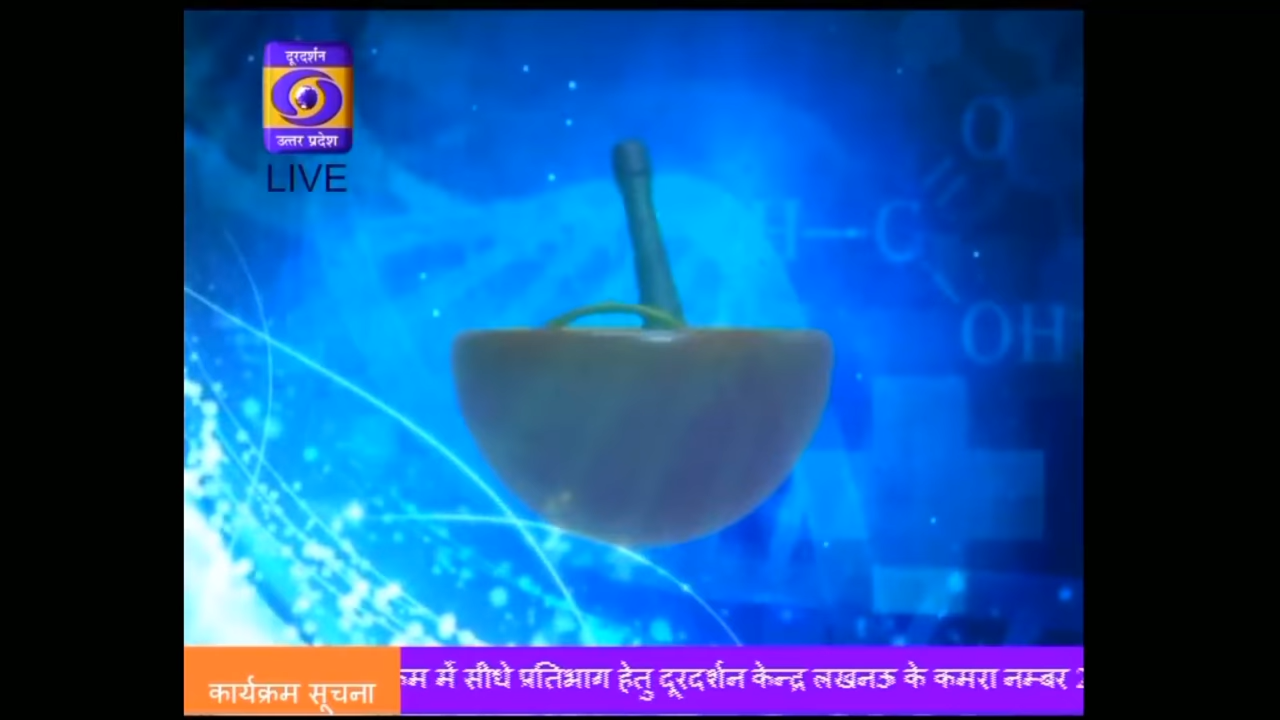 दूरदर्शन
उत्तर प्रदेश
LIVE
O
H—C
OH
कार्यक्रम सूचना
में सीधे प्रतिभाग हेतु दूरदर्शन केन्द्र लखनऊ के कमरा नम्बर